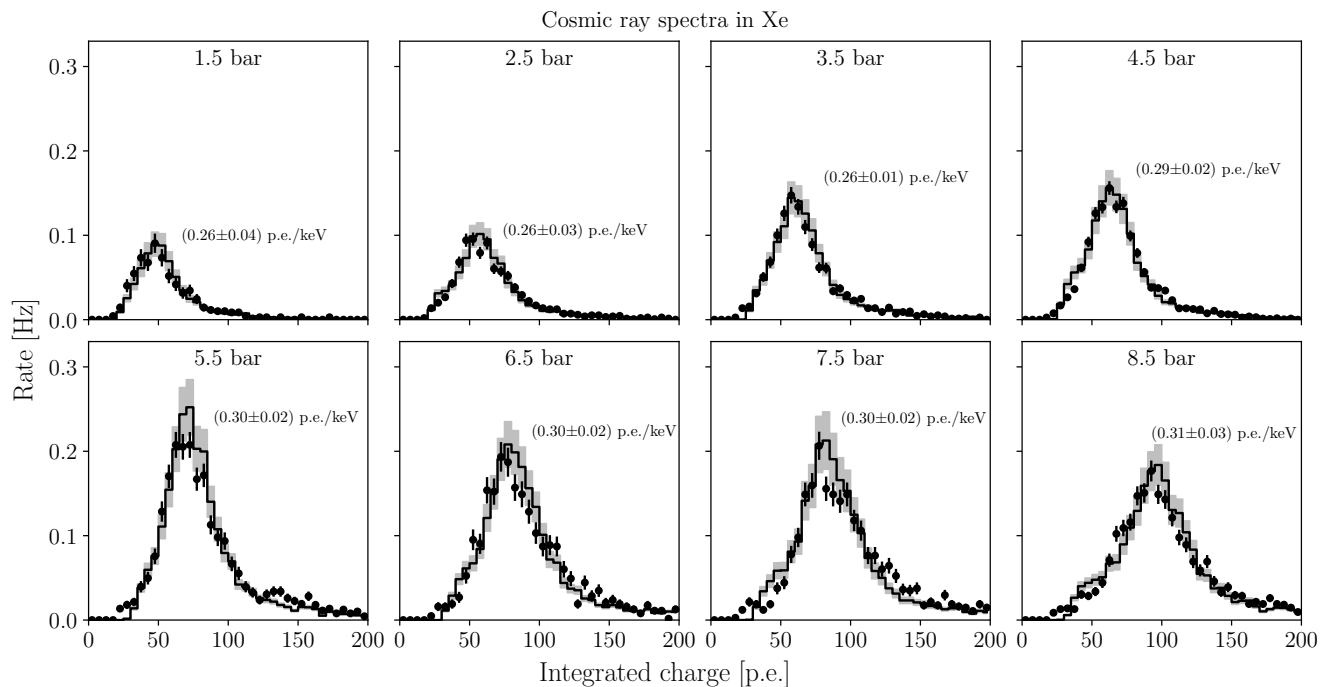 Cosmic ray spectra in Xe
Rate [Hz]
1.5 bar
(0.26±0.04) p.e./keV
0.3
0.2
0.1
0.0
2.5 bar
(0.26±0.03) p.e./keV
3.5 bar
(0.26±0.01) p.e./keV
4.5 bar
(0.29±0.02) p.e./keV
5.5 bar
(0.30±0.02) p.e./keV
0.3
0.2
0.1
0.0
0 50 100 150 200
6.5 bar
(0.30±0.02) p.e./keV
0 50 100 150 200
7.5 bar
(0.30±0.02) p.e./keV
0 50 100 150 200
8.5 bar
(0.31±0.03) p.e./keV
0 50 100 150 200
Integrated charge [p.e.]